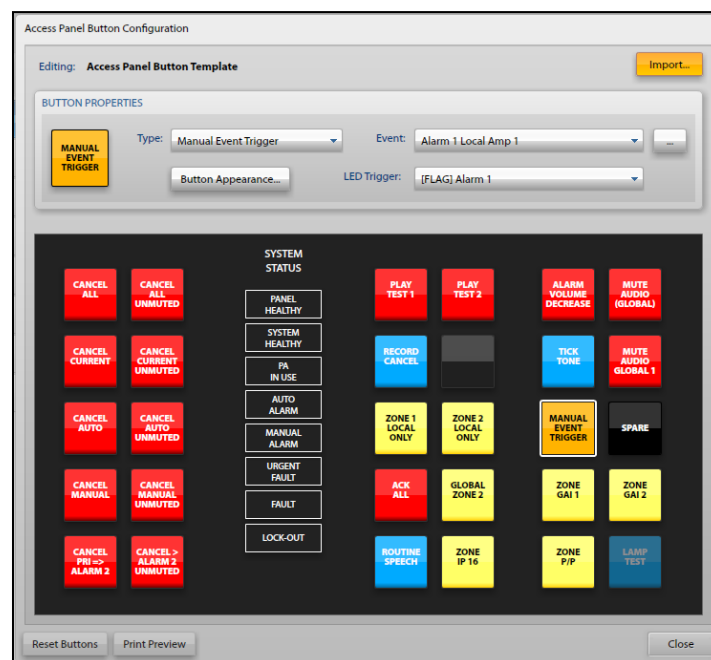 Access Panel Button Configuration
Editing: Access Panel Button Template
Import...
BUTTON PROPERTIES
MANUAL
EVENT
TRIGGER
Type: Manual Event Trigger
Event: Alarm 1 Local Amp 1
...
Button Appearance...
LED Trigger: [FLAG] Alarm 1
CANCEL
ALL
CANCEL
ALL
UNMUTED
CANCEL
CURRENT
CANCEL
CURRENT
UNMUTED
CANCEL
AUTO
CANCEL
AUTO
UNMUTED
CANCEL
MANUAL
CANCEL
MANUAL
UNMUTED
CANCEL
PRI =>
ALARM 2
CANCEL >
ALARM 2
UNMUTED
SYSTEM
STATUS
PANEL
HEALTHY
SYSTEM
HEALTHY
PA
IN USE
AUTO
ALARM
MANUAL
ALARM
URGENT
FAULT
FAULT
LOCK-OUT
PLAY
TEST 1
PLAY
TEST 2
RECORD
CANCEL
ZONE 1
LOCAL
ONLY
ZONE 2
LOCAL
ONLY
ACK
ALL
GLOBAL
ZONE 2
ROUTINE
SPEECH
ZONE
IP 16
ALARM
VOLUME
DECREASE
MUTE
AUDIO
(GLOBAL)
TICK
TONE
MUTE
AUDIO
GLOBAL 1
MANUAL
EVENT
TRIGGER
SPARE
ZONE
GAI 1
ZONE
GAI 2
ZONE
P/P
LAMP
TEST
Reset Buttons
Print Preview
Close